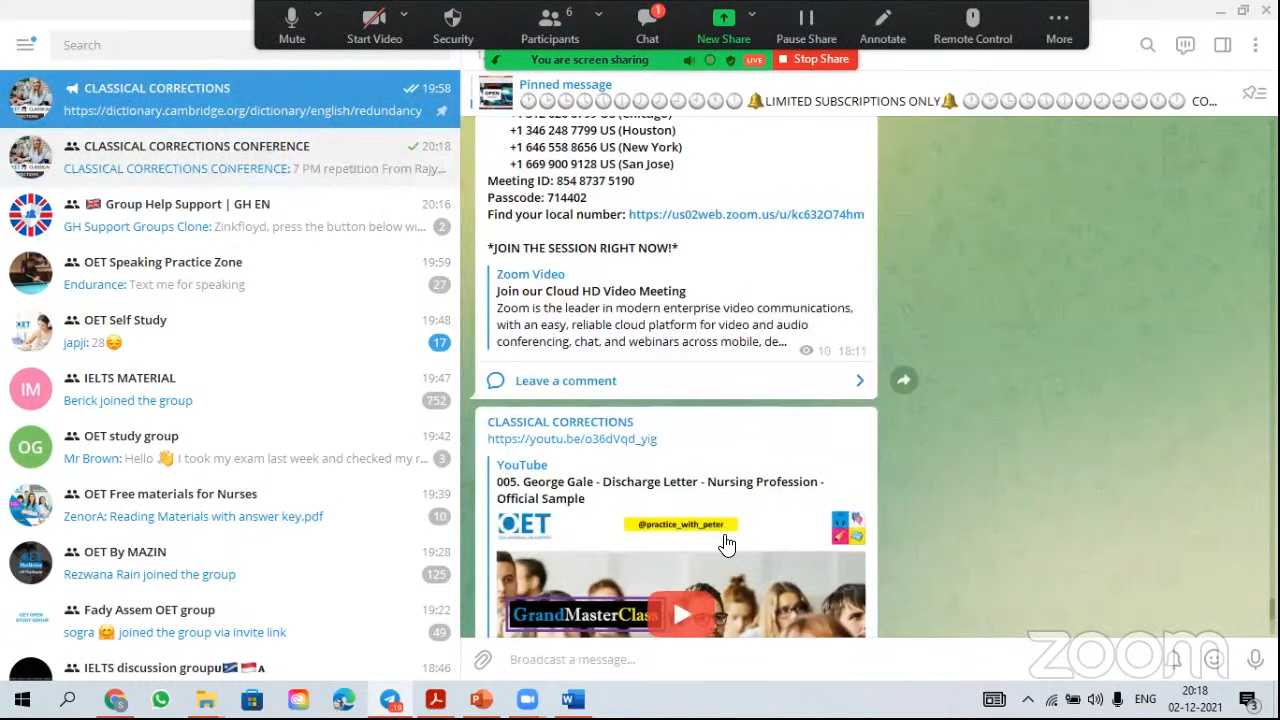 Mute
Start Video
Security
6
Participants
1
Chat
New Share
Pause Share
Annotate
Remote Control
More
You are screen sharing
LIVE
Stop Share
Search
CLASSICAL CORRECTIONS
19:58
https://dictionary.cambridge.org/dictionary/english/redundancy
CLASSICAL CORRECTIONS CONFERENCE
20:18
CLASSICAL CORRECTIONS CONFERENCE: 7 PM repetition From Rajy...
Group Help Support | GH EN
20:16
GH Support Groups Clone: Zinkfloyd, press the button below wi...
2
OET Speaking Practice Zone
19:59
Endurance: Text me for speaking
27
OET Self Study
19:48
japji: 28😔
17
IM
IELTS MATERIAL
19:47
Berick joined the group
752
OG
OET study group
19:42
Mr Brown: Hello 👋 I took my exam last week and checked my r...
3
OET Free materials for Nurses
19:39
ZenorA: Reading Materials with answer key.pdf
10
OET By MAZIN
19:28
Rezwana Rain joined the group
125
OET OPEN
STUDY GROUP
Fady Assem OET group
19:22
sogra 🤗 joined the group via invite link
49
IELTS discussion group
18:46
Pinned message
🔔LIMITED SUBSCRIPTIONS ONLY🔔
CO...
+1 346 248 7799 US (Houston)
+1 646 558 8656 US (New York)
+1 669 900 9128 US (San Jose)
Meeting ID: 854 8737 5190
Passcode: 714402
Find your local number: https://us02web.zoom.us/u/kc632O74hm
*JOIN THE SESSION RIGHT NOW!*
Zoom Video
Join our Cloud HD Video Meeting
Zoom is the leader in modern enterprise video communications,
with an easy, reliable cloud platform for video and audio
conferencing, chat, and webinars across mobile, de...
10 18:11
Leave a comment
CLASSICAL CORRECTIONS
https://youtu.be/o36dVqd_yig
YouTube
005. George Gale - Discharge Letter - Nursing Profession -
Official Sample
OET
@practice_with_peter
GrandMasterClass
Broadcast a message...
zoom
19
ENG
20:18
02-12-2021
3